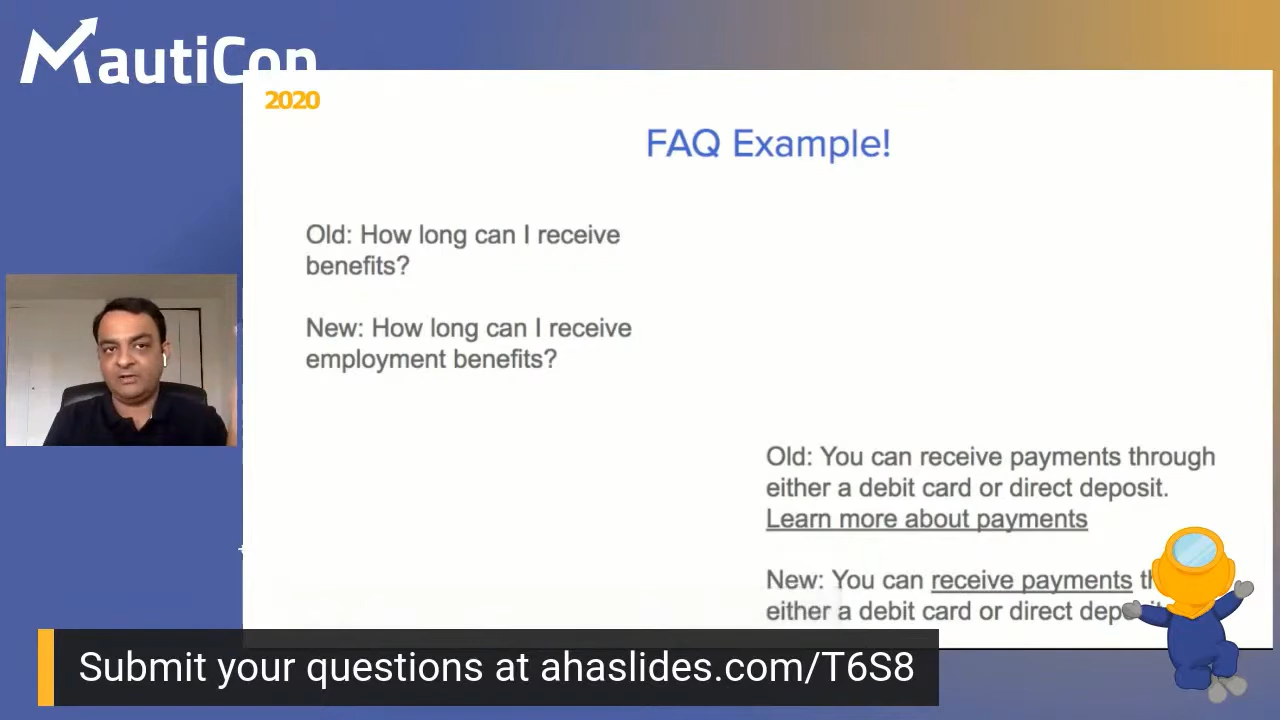 MautiCon
2020
FAQ Example!
Old: How long can I receive
benefits?
New: How long can I receive
employment benefits?
Old: You can receive payments through
either a debit card or direct deposit.
Learn more about payments
New: You can receive payments
either a debit card or direct
Submit your questions at ahaslides.com/T6S8